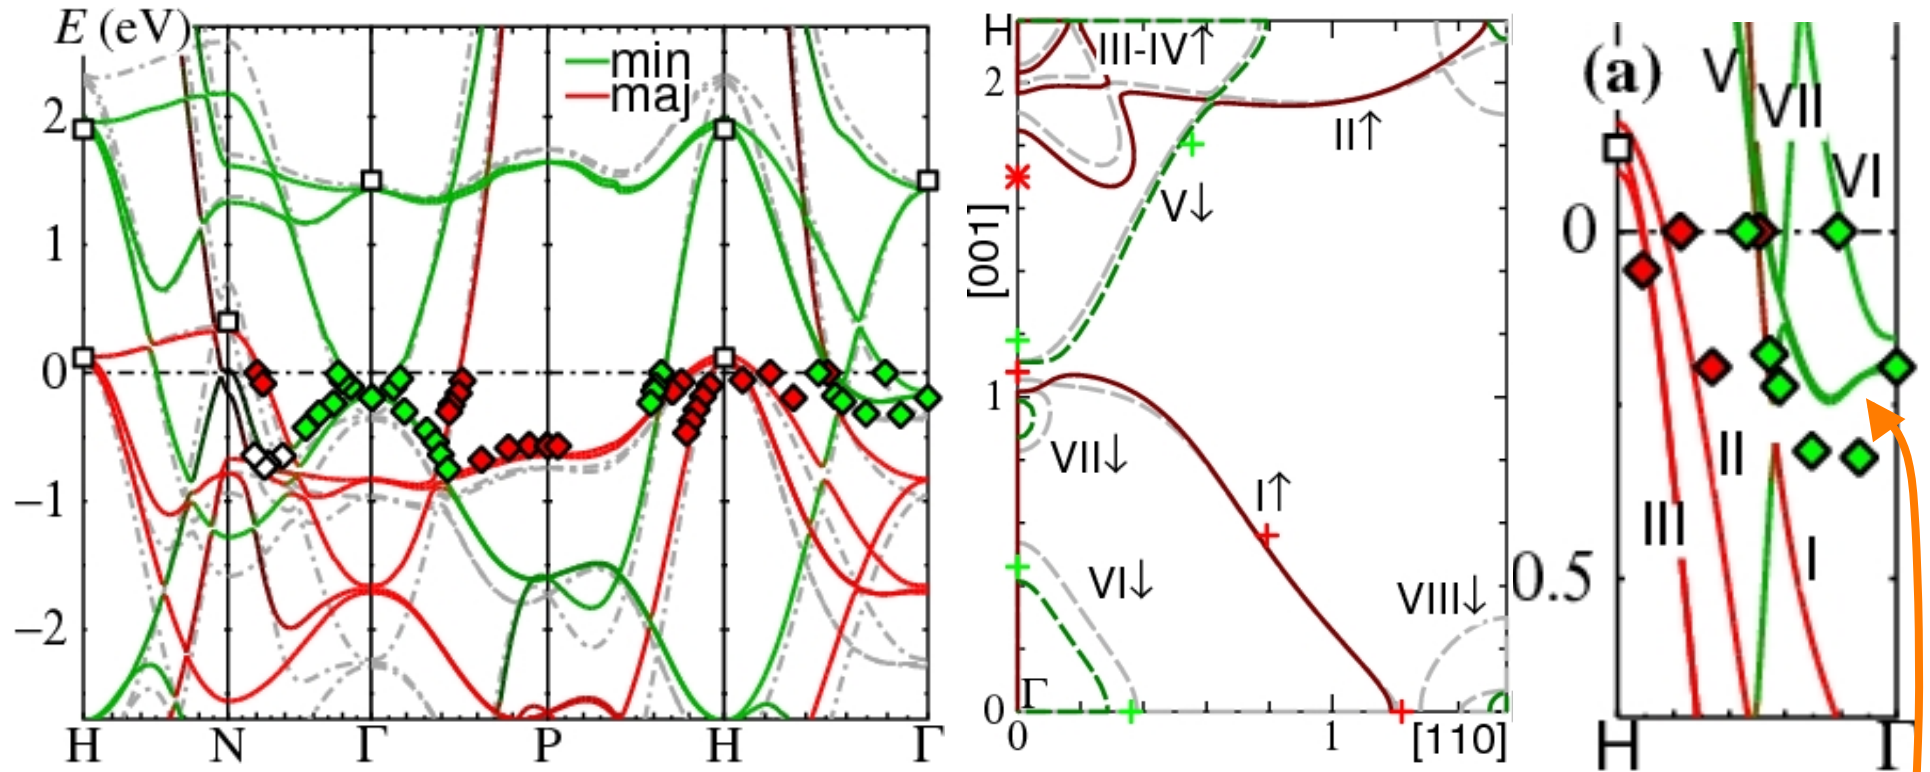 E (eV)
min
maj
2
1
0
−1
−2
H
N
Γ
P
H
Γ
H
2
1
0
[001]
III-IV↑
II↑
V↓
VII↓
I↑
VI↓
VIII↓
Γ
0
1
[110]
(a)
V
VII
VI
0
II
III
I
0.5
H
Γ